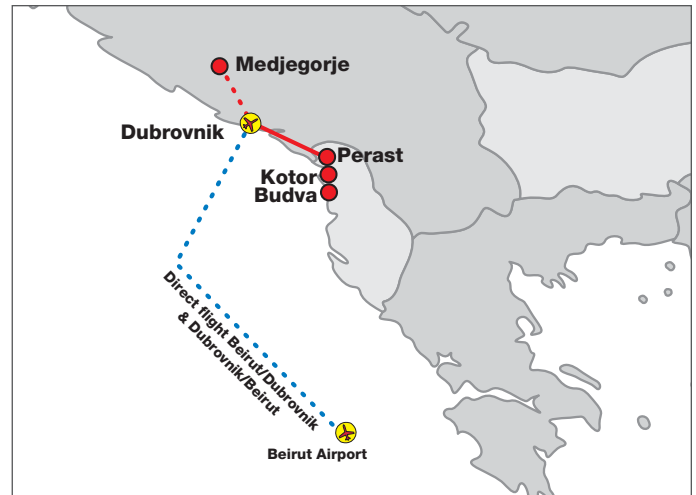 Medjegorje
Dubrovnik
Perast
Kotor
Budva
Direct flight Beirut/Dubrovnik
& Dubrovnik/Beirut
Beirut Airport